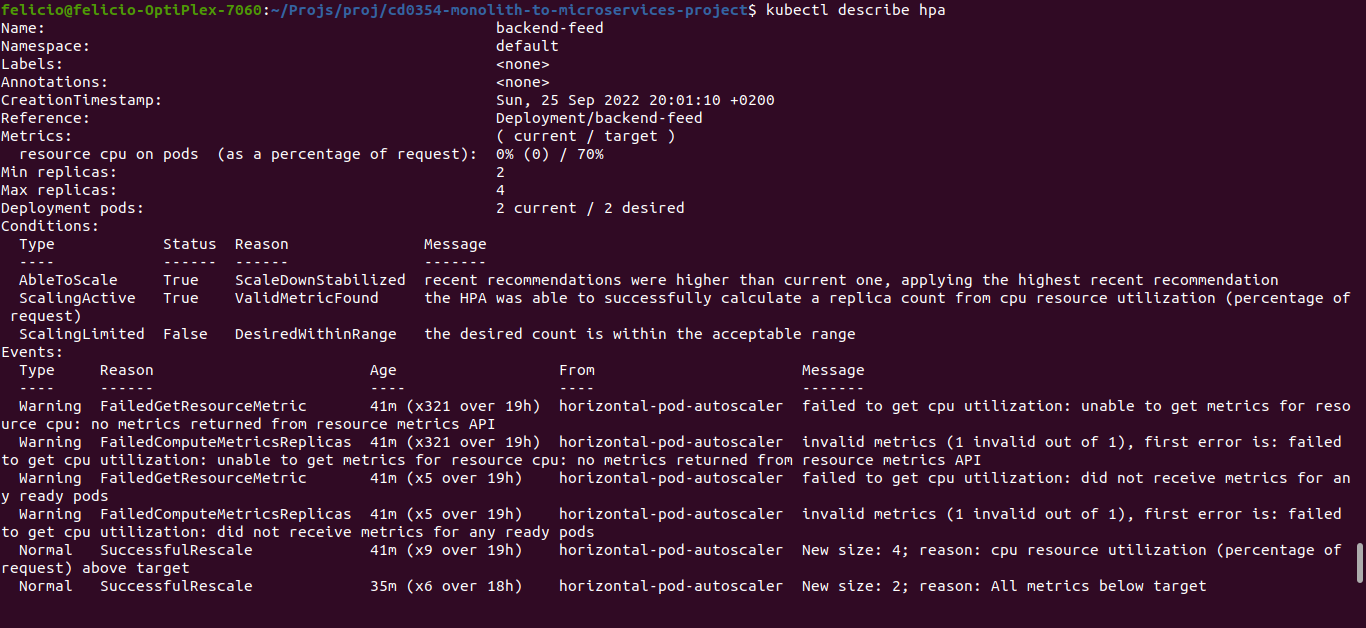 felicio@felicio-OptiPlex-7060:~/Projs/proj/cd0354-monolith-to-microservices-project$ kubectl describe hpa
Name:                                                  backend-feed
Namespace:                                             default
Labels:                                                <none>
Annotations:                                           <none>
CreationTimestamp:                                     Sun, 25 Sep 2022 20:01:10 +0200
Reference:                                             Deployment/backend-feed
Metrics:                                               ( current / target )
  resource cpu on pods  (as a percentage of request):  0% (0) / 70%
Min replicas:                                          2
Max replicas:                                          4
Deployment pods:                                       2 current / 2 desired
Conditions:
  Type            Status  Reason               Message
  ----            ------  ------               -------
  AbleToScale     True    ScaleDownStabilized  recent recommendations were higher than current one, applying the highest recent recommendation
  ScalingActive   True    ValidMetricFound     the HPA was able to successfully calculate a replica count from cpu resource utilization (percentage of
 request)
  ScalingLimited  False   DesiredWithinRange   the desired count is within the acceptable range
Events:
  Type     Reason                        Age                  From                       Message
  ----     ------                        ----                 ----                       -------
  Warning  FailedGetResourceMetric       41m (x321 over 19h)  horizontal-pod-autoscaler  failed to get cpu utilization: unable to get metrics for reso
urce cpu: no metrics returned from resource metrics API
  Warning  FailedComputeMetricsReplicas  41m (x321 over 19h)  horizontal-pod-autoscaler  invalid metrics (1 invalid out of 1), first error is: failed
to get cpu utilization: unable to get metrics for resource cpu: no metrics returned from resource metrics API
  Warning  FailedGetResourceMetric       41m (x5 over 19h)    horizontal-pod-autoscaler  failed to get cpu utilization: did not receive metrics for an
y ready pods
  Warning  FailedComputeMetricsReplicas  41m (x5 over 19h)    horizontal-pod-autoscaler  invalid metrics (1 invalid out of 1), first error is: failed
to get cpu utilization: did not receive metrics for any ready pods
  Normal   SuccessfulRescale             41m (x9 over 19h)    horizontal-pod-autoscaler  New size: 4; reason: cpu resource utilization (percentage of
request) above target
  Normal   SuccessfulRescale             35m (x6 over 18h)    horizontal-pod-autoscaler  New size: 2; reason: All metrics below target